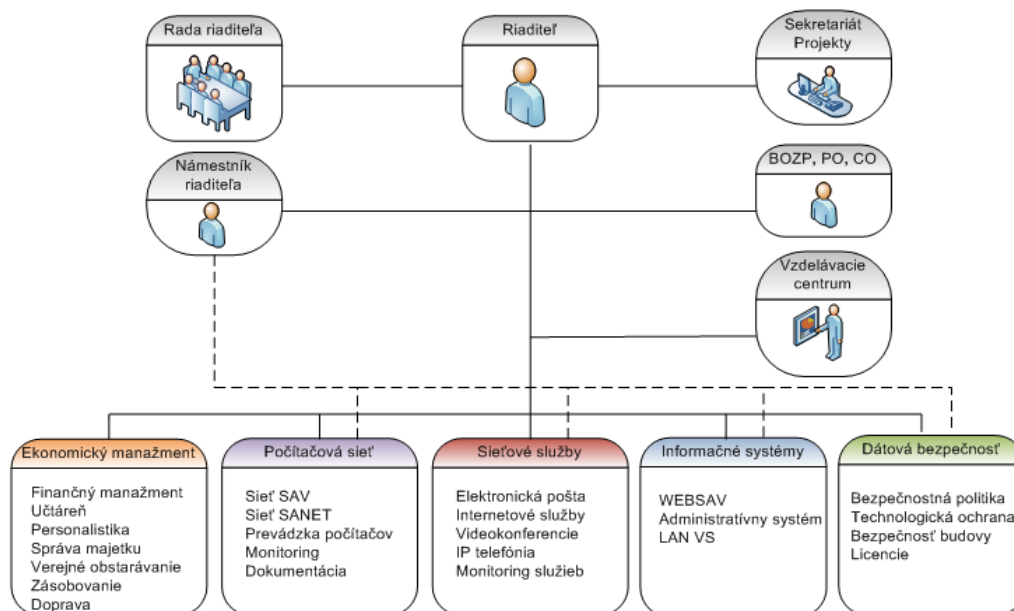 Rada riaditeľa
Riaditeľ
Sekretariát
Projekty
Námestník
riaditeľa
BOZP, PO, CO
Vzdelávacie
centrum
Ekonomický manažment
Finančný manažment
Učtáreň
Personalistika
Správa majetku
Verejné obstarávanie
Zásobovanie
Doprava
Počítačová sieť
Sieť SAV
Sieť SANET
Prevádzka počítačov
Monitoring
Dokumentácia
Sieťové služby
Elektronická pošta
Internetové služby
Videokonferencie
IP telefónia
Monitoring služieb
Informačné systémy
WEBSAV
Administratívny systém
LAN VS
Dátová bezpečnosť
Bezpečnostná politika
Technologická ochrana
Bezpečnosť budovy
Licencie